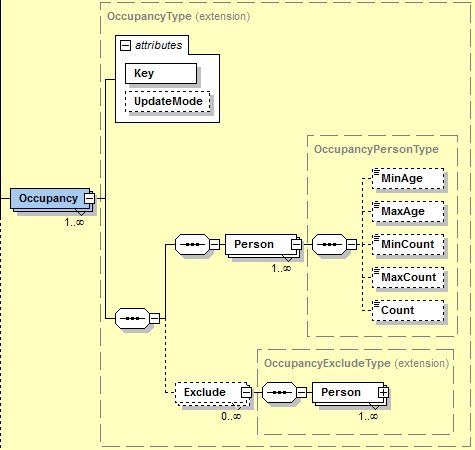 OccupancyType (extension)
attributes
Key
UpdateMode
OccupancyPersonType
MinAge
MaxAge
Occupancy
1..∞
Person
1..∞
MinCount
MaxCount
Count
OccupancyExcludeType (extension)
Exclude
0..∞
Person
1..∞